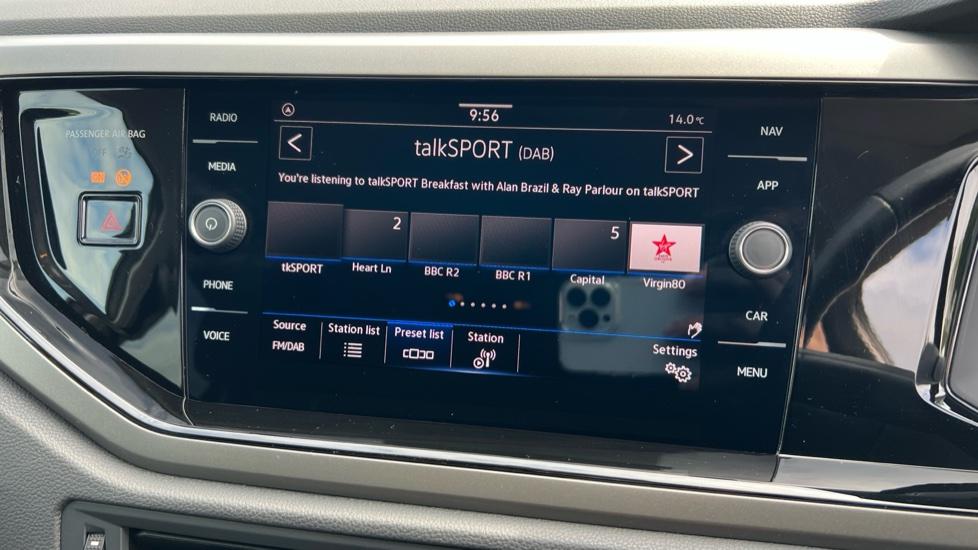 PASSENGER AIR BAG
OFF
RADIO
MEDIA
PHONE
VOICE
9:56
14.0°C
<
talkSPORT (DAB)
>
You're listening to talkSPORT Breakfast with Alan Brazil & Ray Parlour on talkSPORT
2
5
tkSPORT
Heart Ln
BBC R2
BBC R1
Capital
Virgin80
Source
FM/DAB
Station list
Preset list
Station
Settings
NAV
APP
CAR
MENU